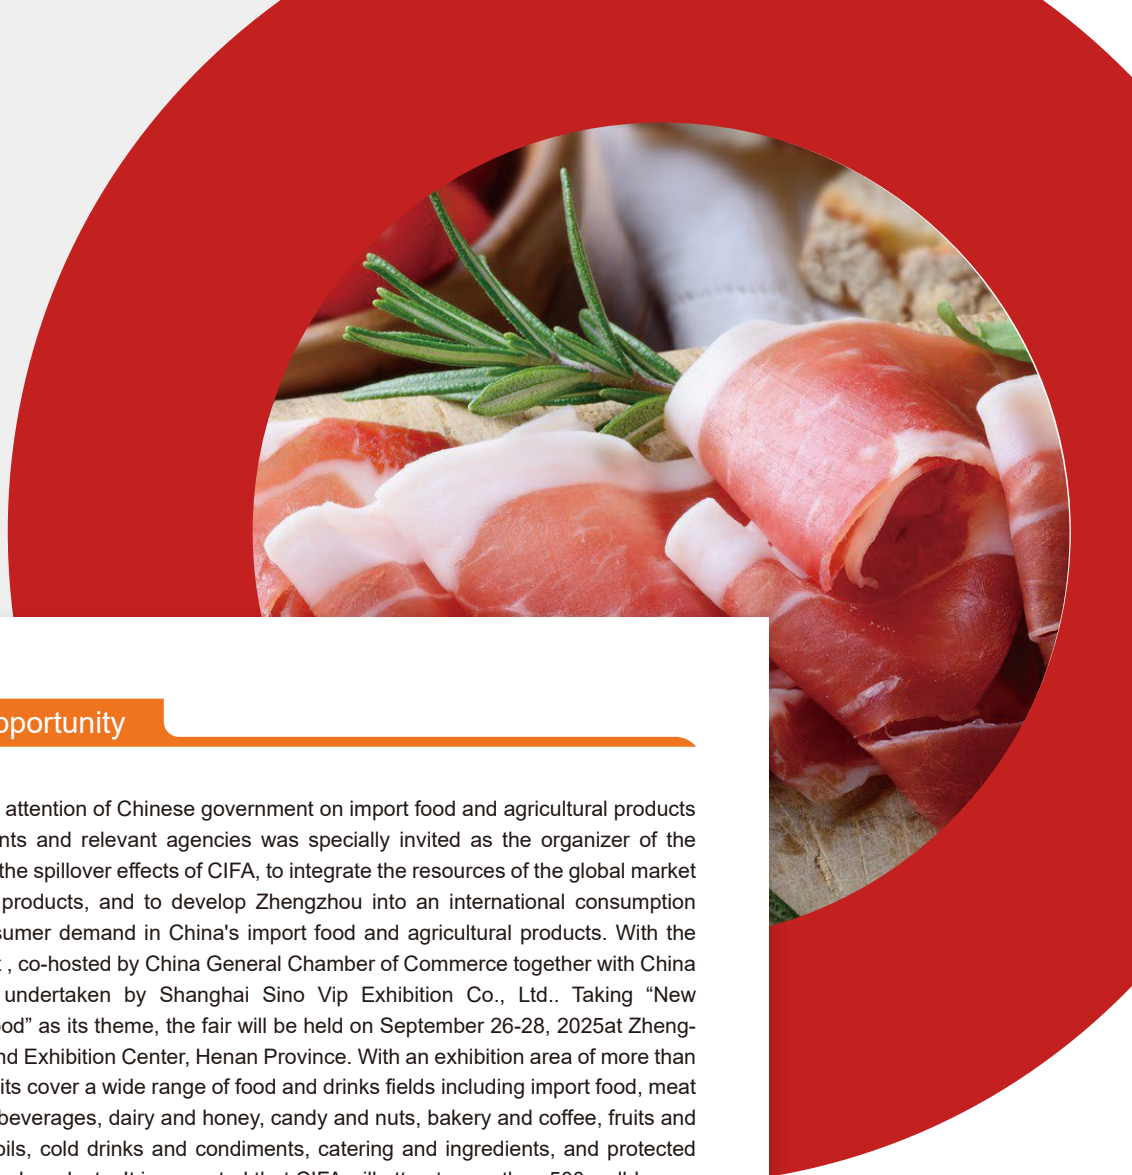 pportunity
attention of Chinese government on import food and agricultural products
nts and relevant agencies was specially invited as the organizer of the
the spillover effects of CIFA, to integrate the resources of the global market
products, and to develop Zhengzhou into an international consumption
sumer demand in China's import food and agricultural products. With the
, co-hosted by China General Chamber of Commerce together with China
undertaken by Shanghai Sino Vip Exhibition Co., Ltd.. Taking “New
ood” as its theme, the fair will be held on September 26-28, 2025at Zheng-
nd Exhibition Center, Henan Province. With an exhibition area of more than
its cover a wide range of food and drinks fields including import food, meat
beverages, dairy and honey, candy and nuts, bakery and coffee, fruits and
oils, cold drinks and condiments, catering and ingredients, and protected